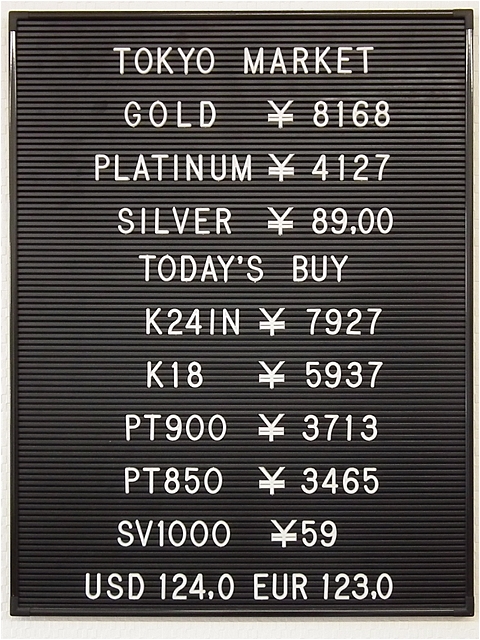 TOKYO MARKET
GOLD ¥ 8168
PLATINUM ¥ 4127
SILVER ¥ 89,00
TODAY'S BUY
K24IN ¥ 7927
K18 ¥ 5937
PT900 ¥ 3713
PT850 ¥ 3465
SV1000 ¥59
USD 124,0 EUR 123,0